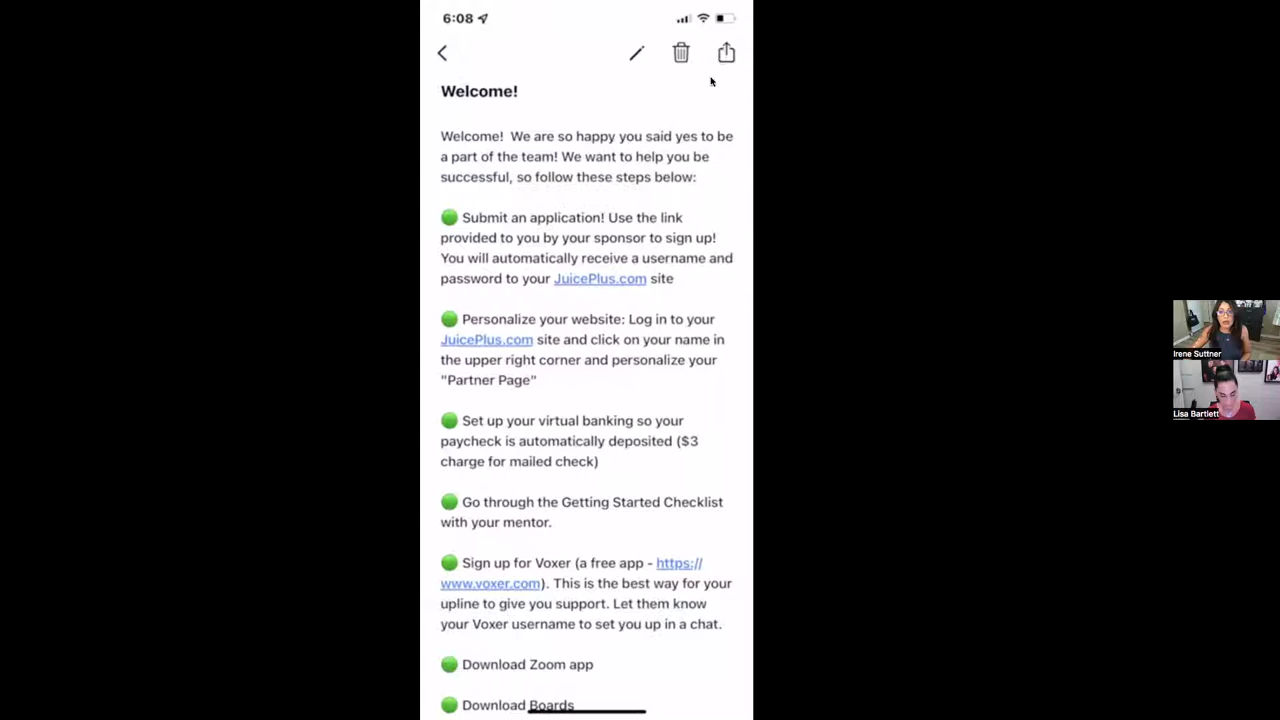 6:08
Welcome!
Welcome! We are so happy you said yes to be
a part of the team! We want to help you be
successful, so follow these steps below:
Submit an application! Use the link
provided to you by your sponsor to sign up!
You will automatically receive a username and
password to your JuicePlus.com site
Personalize your website: Log in to your
JuicePlus.com site and click on your name in
the upper right corner and personalize your
"Partner Page"
Set up your virtual banking so your
paycheck is automatically deposited ($3
charge for mailed check)
Go through the Getting Started Checklist
with your mentor.
Sign up for Voxer (a free app - https://
www.voxer.com). This is the best way for your
upline to give you support. Let them know
your Voxer username to set you up in a chat.
Download Zoom app
Download Boards
Irene Suttner
Lisa Bartlett